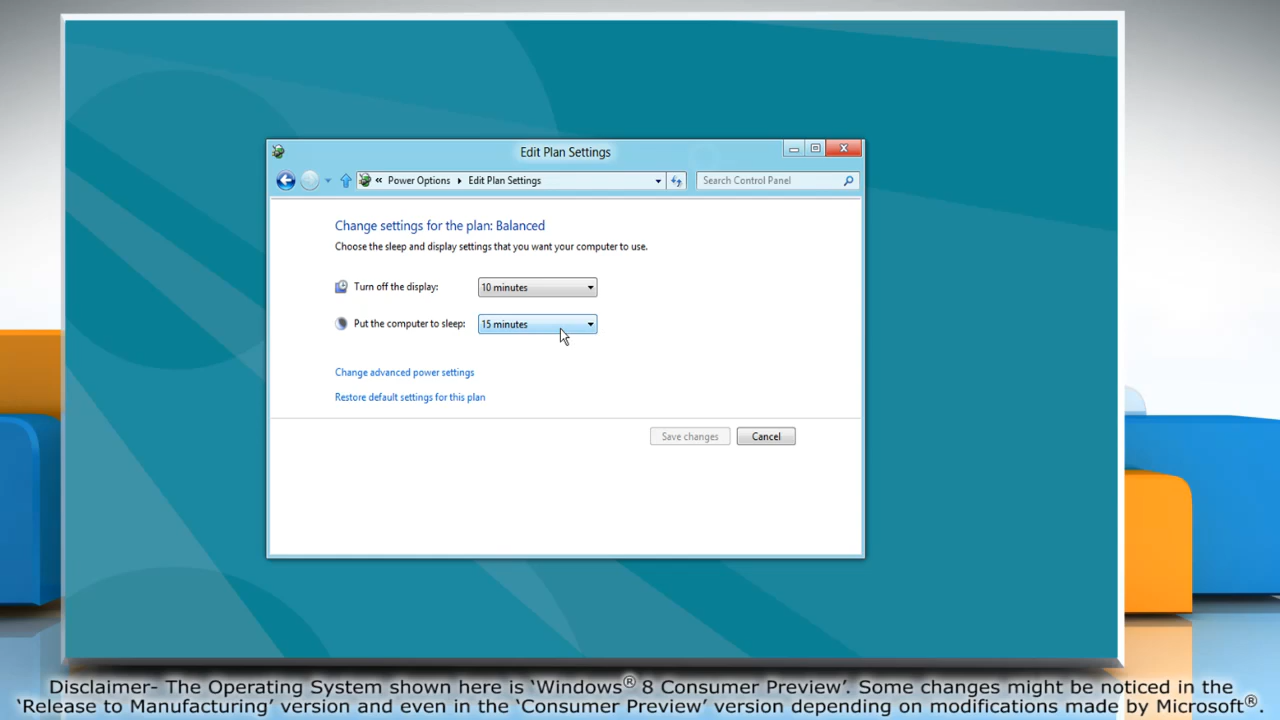 Edit Plan Settings
« Power Options Edit Plan Settings
Search Control Panel
Change settings for the plan: Balanced
Choose the sleep and display settings that you want your computer to use.
Turn off the display: 10 minutes
Put the computer to sleep: 15 minutes
Change advanced power settings
Restore default settings for this plan
Save changes Cancel
Disclaimer- The Operating System shown here is ‘Windows® 8 Consumer Preview’. Some changes might be noticed in the
‘Release to Manufacturing’ version and even in the ‘Consumer Preview’ version depending on modifications made by Microsoft®.